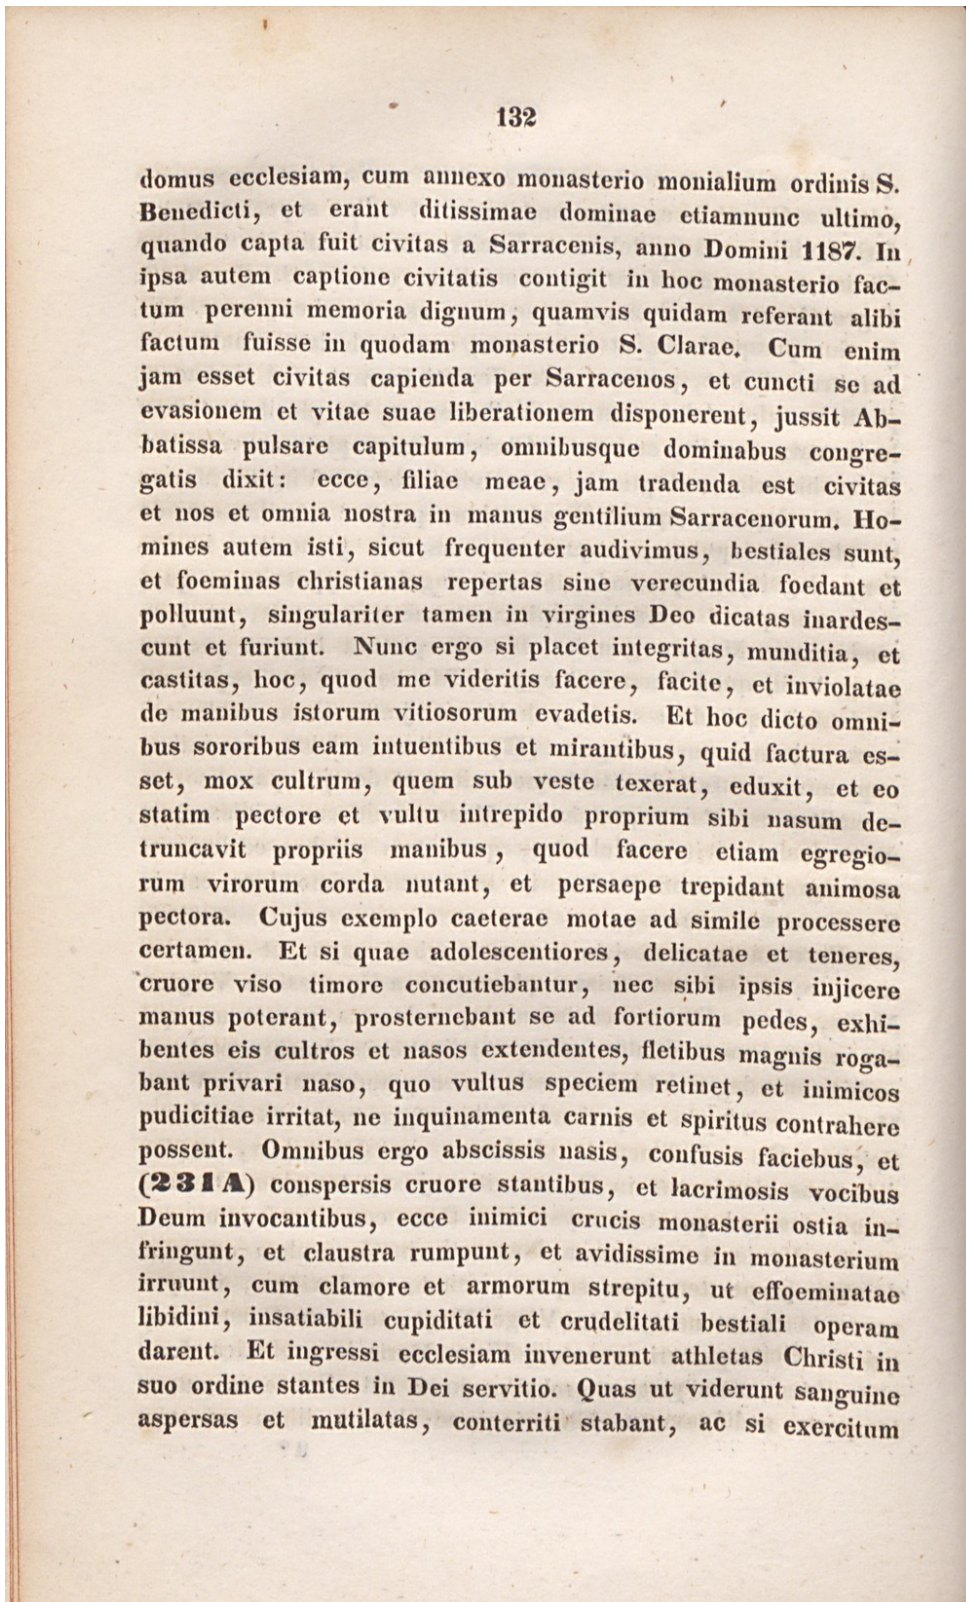 132
domus ecclesiam, cum annexo monasterio monialium ordinis S.
Benedicti, et erant ditissimae dominae etiamnunc ultimo,
quando capta fuit civitas a Sarracenis, anno Domini 1187. In
ipsa autem captione civitatis contigit in hoc monasterio fac-
tum perenni memoria dignum, quamvis quidam referant alibi
factum fuisse in quodam monasterio S. Clarae. Cum enim
jam esset civitas capienda per Sarracenos, et cuncti se ad
evasionem et vitae suae liberationem disponerent, jussit Ab-
batissa pulsare capitulum, omnibusque dominabus congre-
gatis dixit: ecce, filiae meae, jam tradenda est civitas
et nos et omnia nostra in manus gentilium Sarracenorum. Ho-
mines autem isti, sicut frequenter audivimus, bestiales sunt,
et foeminas christianas repertas sine verecundia foedant et
polluunt, singulariter tamen in virgines Deo dicatas inardes-
cunt et furiunt. Nunc ergo si placet integritas, munditia, et
castitas, hoc, quod me videritis facere, facite, et inviolatae
de manibus istorum vitiosorum evadetis. Et hoc dicto omni-
bus sororibus eam intuentibus et mirantibus, quid factura es-
set, mox cultrum, quem sub veste texerat, eduxit, et eo
statim pectore et vultu intrepido proprium sibi nasum de-
truncavit propriis manibus, quod facere etiam egregio-
rum virorum corda nutant, et persaepe trepidant animosa
pectora. Cujus exemplo caeterae motae ad simile processere
certamen. Et si quae adolescentiores, delicatae et teneres,
cruore viso timore concutiebantur, nec sibi ipsis injicere
manus poterant, prosternebant se ad fortiorum pedes, exhi-
bentes eis cultros et nasos extendentes, fletibus magnis roga-
bant privari naso, quo vultus speciem retinet, et inimicos
pudicitiae irritat, ne inquinamenta carnis et spiritus contrahere
possent. Omnibus ergo abscissis nasis, confusis faciebus, et
(231A) conspersis cruore stantibus, et lacrimosis vocibus
Deum invocantibus, ecce inimici crucis monasterii ostia in-
fringunt, et claustra rumpunt, et avidissime in monasterium
irruunt, cum clamore et armorum strepitu, ut effoeminatae
libidini, insatiabili cupiditati et crudelitati bestiali operam
darent. Et ingressi ecclesiam invenerunt athletas Christi in
suo ordine stantes in Dei servitio. Quas ut viderunt sanguine
aspersas et mutilatas, conterriti stabant, ac si exercitum